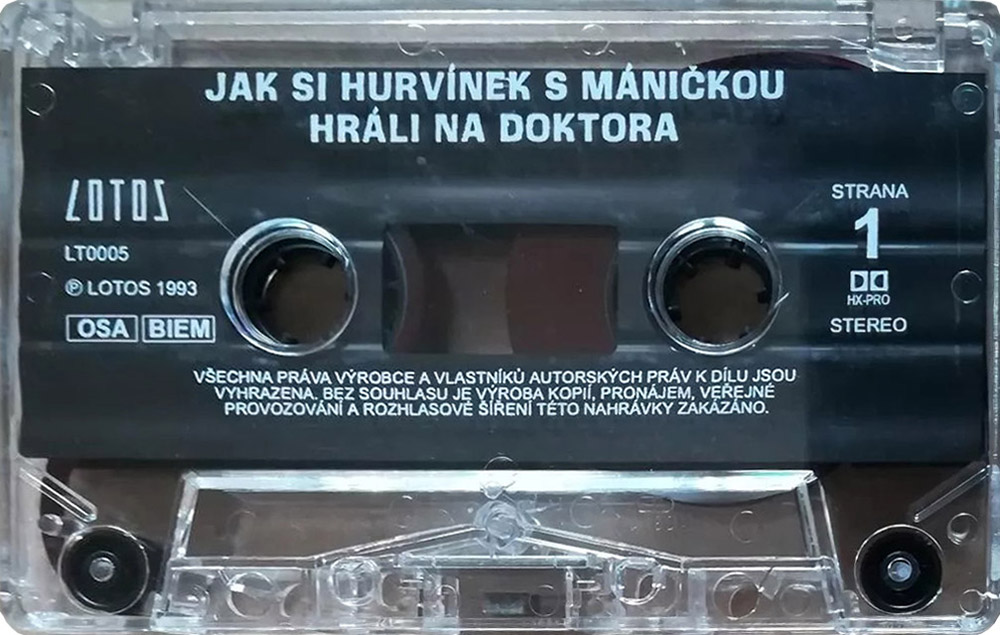 JAK SI HURVÍNEK S MÁNIČKOU
HRÁLI NA DOKTORA
LOTOS
LT0005
Ⓟ LOTOS 1993
OSA BIEM
STRANA
1
HX-PRO
STEREO
VŠECHNA PRÁVA VÝROBCE A VLASTNÍKŮ AUTORSKÝCH PRÁV K DÍLU JSOU
VYHRAZENA. BEZ SOUHLASU JE VÝROBA KOPIÍ, PRONÁJEM, VEŘEJNÉ
PROVOZOVÁNÍ A ROZHLASOVÉ ŠÍŘENÍ TÉTO NAHRÁVKY ZAKÁZÁNO.